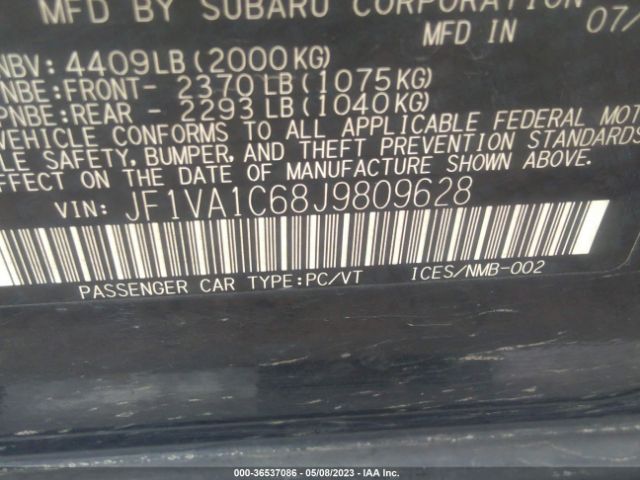 MFD BY SUBARU CORPORATION
MFD IN 07/
NBV: 4409LB (2000KG)
PNBE:FRONT- 2370LB (1075KG)
PNBE:REAR - 2293LB (1040KG)
VEHICLE CONFORMS TO ALL APPLICABLE FEDERAL MOT
LE SAFETY, BUMPER, AND THEFT PREVENTION STANDARDS
EFFECT ON THE DATE OF MANUFACTURE SHOWN ABOVE.
VIN: JF1VA1C68J9809628
PASSENGER CAR TYPE:PC/VT ICES/NMB-002
000-36537086 - 05/08/2023 - IAA Inc.